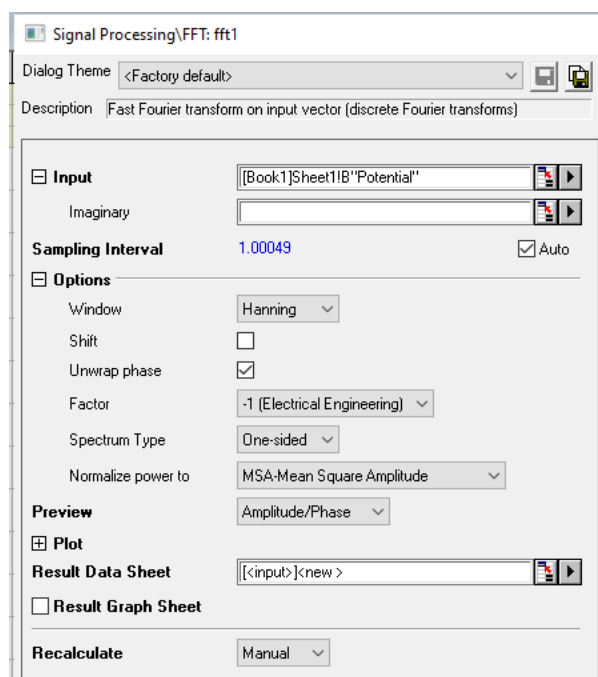 Signal Processing\FFT: fft1
Dialog Theme <Factory default>
Description Fast Fourier transform on input vector (discrete Fourier transforms)
Input [Book1]Sheet1!B"Potential"
Imaginary
Sampling Interval 1.00049 Auto
Options
Window Hanning
Shift
Unwrap phase
Factor -1 (Electrical Engineering)
Spectrum Type One-sided
Normalize power to MSA-Mean Square Amplitude
Preview Amplitude/Phase
Plot
Result Data Sheet [<input>]<new >
Result Graph Sheet
Recalculate Manual